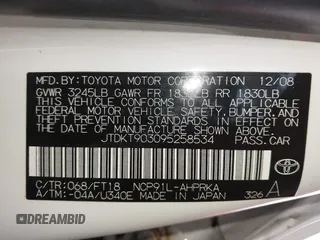 MFD. BY: TOYOTA MOTOR CORPORATION 12/08
GVWR 3245LB GAWR FR 1830LB RR 1830LB
THIS VEHICLE CONFORMS TO ALL APPLICABLE
FEDERAL MOTOR VEHICLE SAFETY, BUMPER, AND
THEFT PREVENTION STANDARDS IN EFFECT ON
THE DATE OF MANUFACTURE SHOWN ABOVE.
JTDKT903095258534 PASS.CAR
C/TR:068/FT18 NCP91L-AHPRKA
A/TM:-04A/U340E MADE IN JAPAN 326 A
DREAMBID